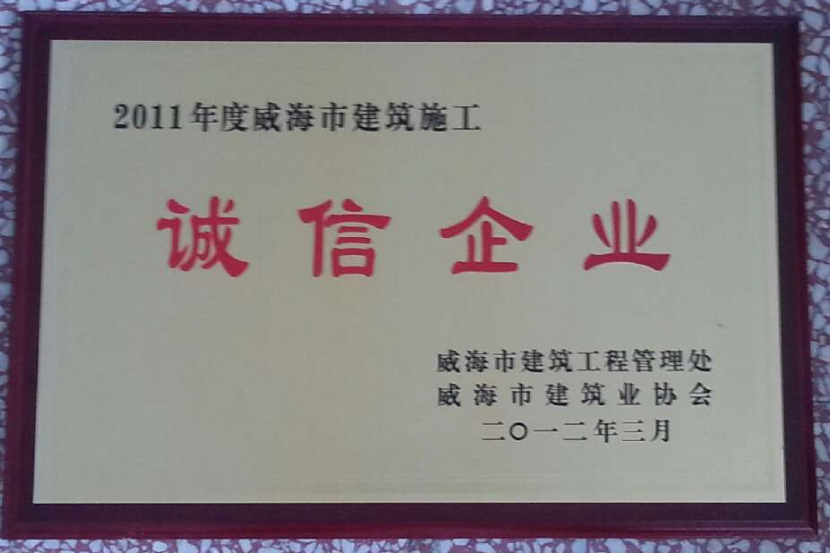 2011年度威海市建筑施工
诚信企业
威海市建筑工程管理处
威海市建筑业协会
二〇一二年三月